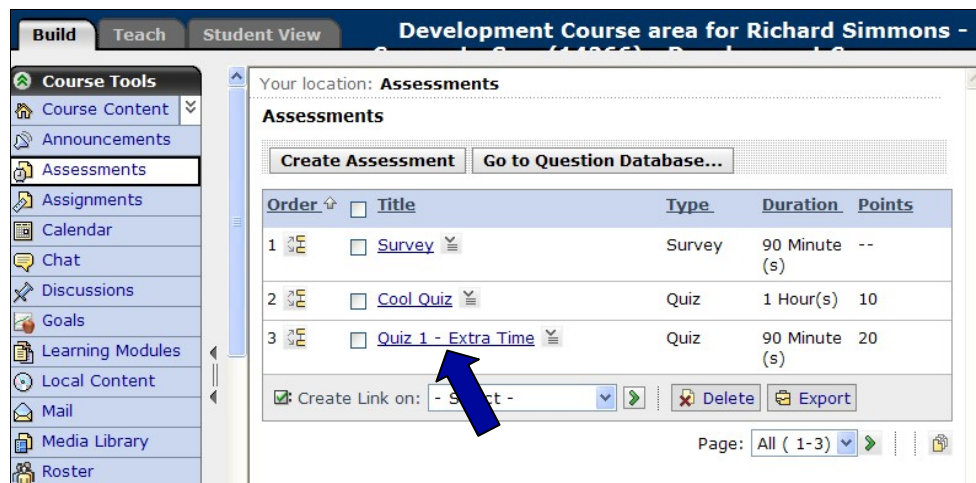 Build Teach Student View Development Course area for Richard Simmons -
Course Tools
Course Content
Announcements
Assessments
Assignments
Calendar
Chat
Discussions
Goals
Learning Modules
Local Content
Mail
Media Library
Roster
Your location: Assessments
Assessments
Create Assessment Go to Question Database...
Order Title Type Duration Points
1 Survey Survey 90 Minute (s) --
2 Cool Quiz Quiz 1 Hour(s) 10
3 Quiz 1 - Extra Time Quiz 90 Minute (s) 20
Create Link on: Delete Export
Page: All ( 1-3)